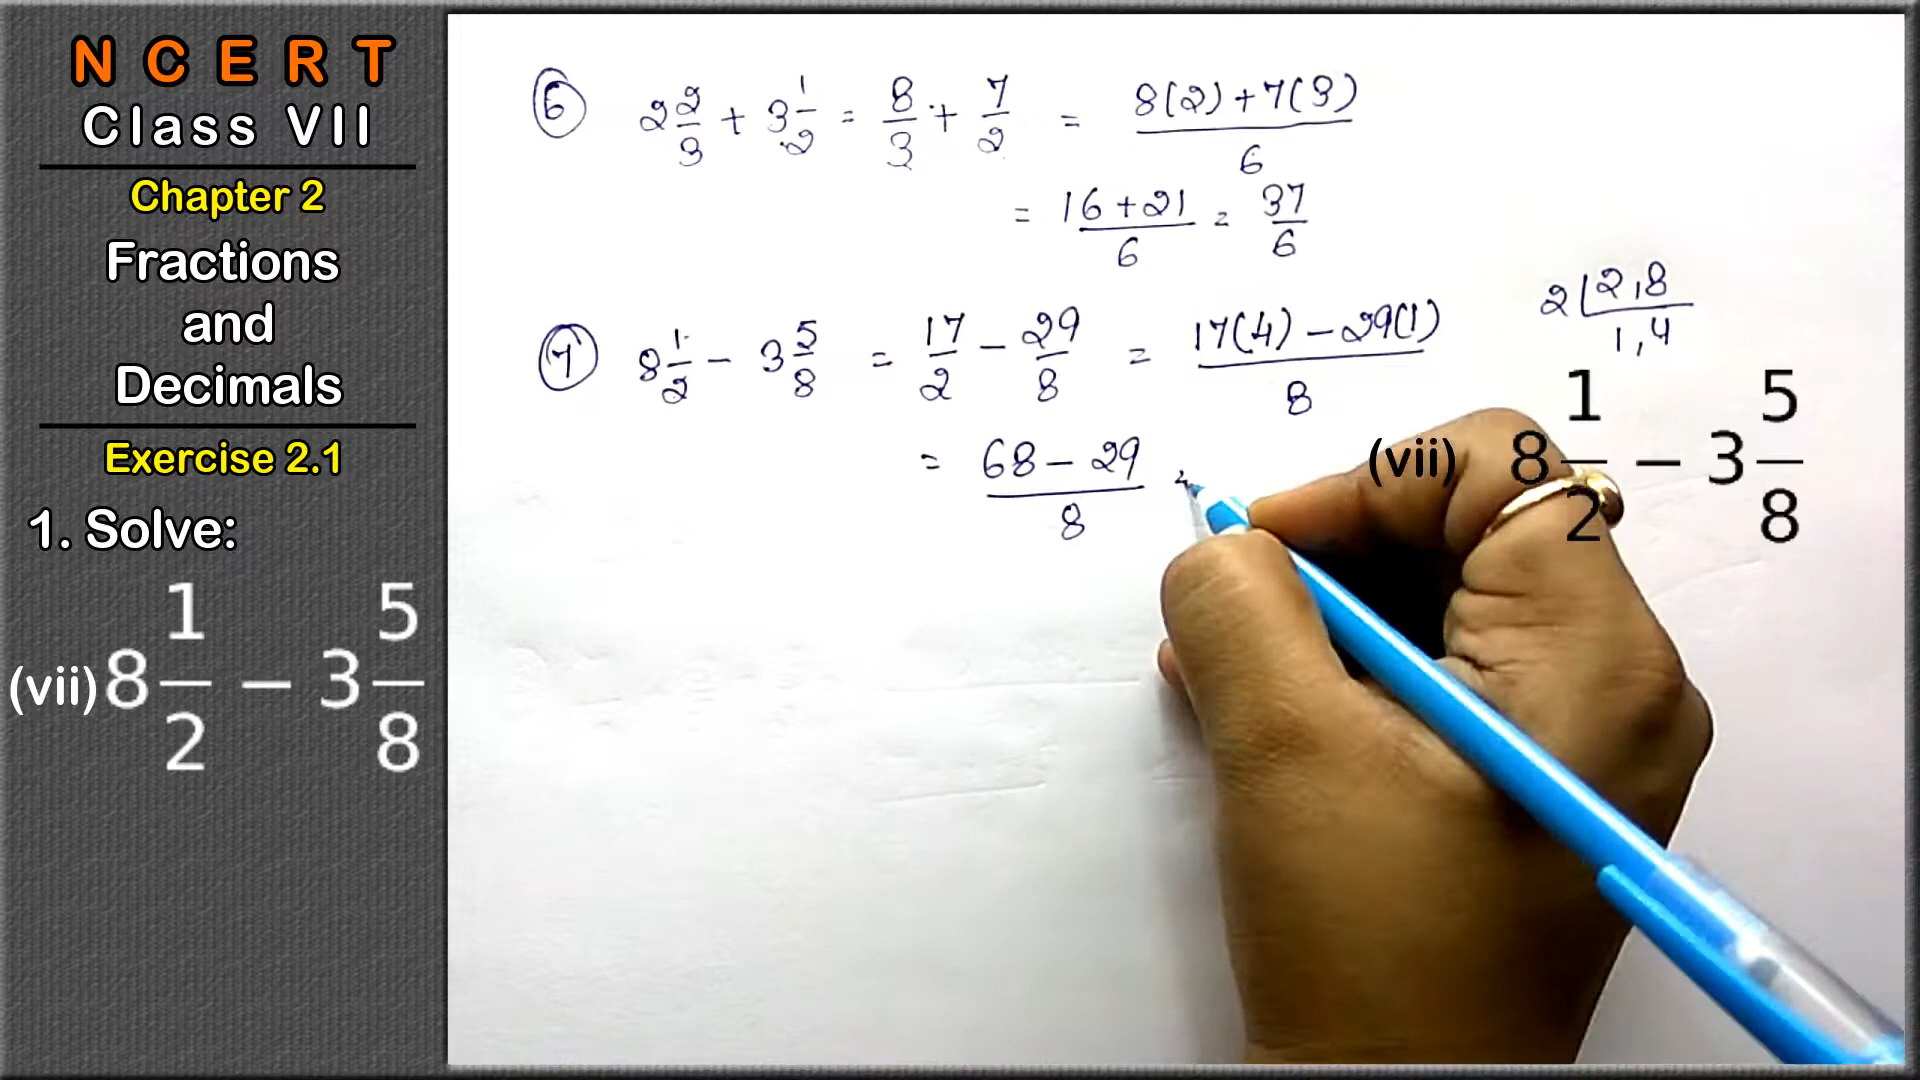 N C E R T
Class VII
Chapter 2
Fractions
and
Decimals
Exercise 2.1
1. Solve:
(vii) 8 1/2 − 3 5/8
6 2 2/3 + 3 1/2 = 8/3 + 7/2 = 8(2)+7(3)/6
= 16+21/6 = 37/6
7 8 1/2 − 3 5/8 = 17/2 − 29/8 = 17(4) − 29(1)/8
2 | 2,8
1,4
= 68 − 29/8 =
(vii) 8 1/2 − 3 5/8